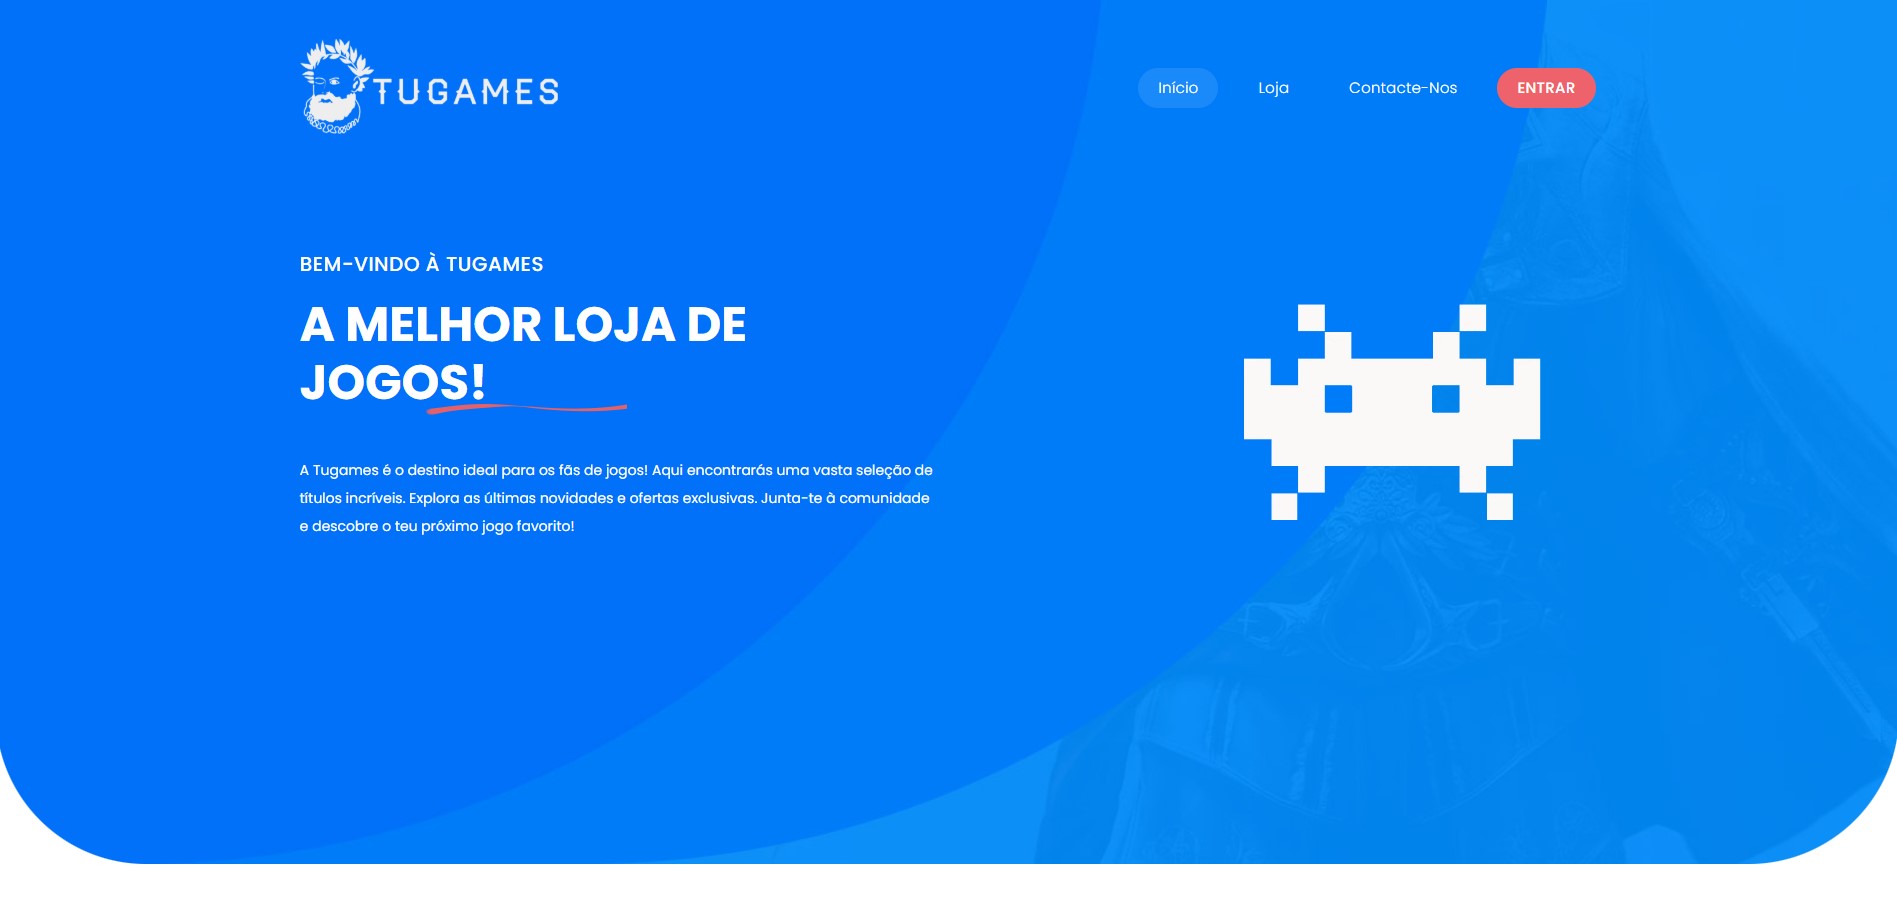 TUGAMES
Início
Loja
Contacte-Nos
ENTRAR
BEM-VINDO À TUGAMES
A MELHOR LOJA DE
JOGOS!
A Tugames é o destino ideal para os fãs de jogos! Aqui encontrarás uma vasta seleção de
títulos incríveis. Explora as últimas novidades e ofertas exclusivas. Junta-te à comunidade
e descobre o teu próximo jogo favorito!